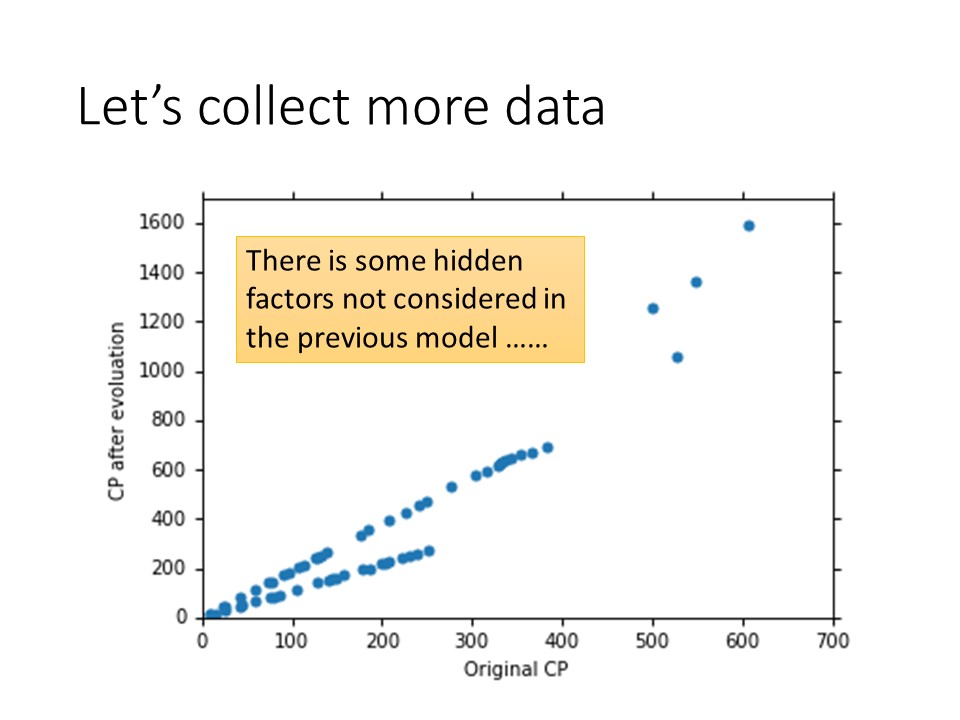 Let’s collect more data
1600
1400
1200
1000
800
600
400
200
0
CP after evoluation
There is some hidden
factors not considered in
the previous model ……
0 100 200 300 400 500 600 700
Original CP